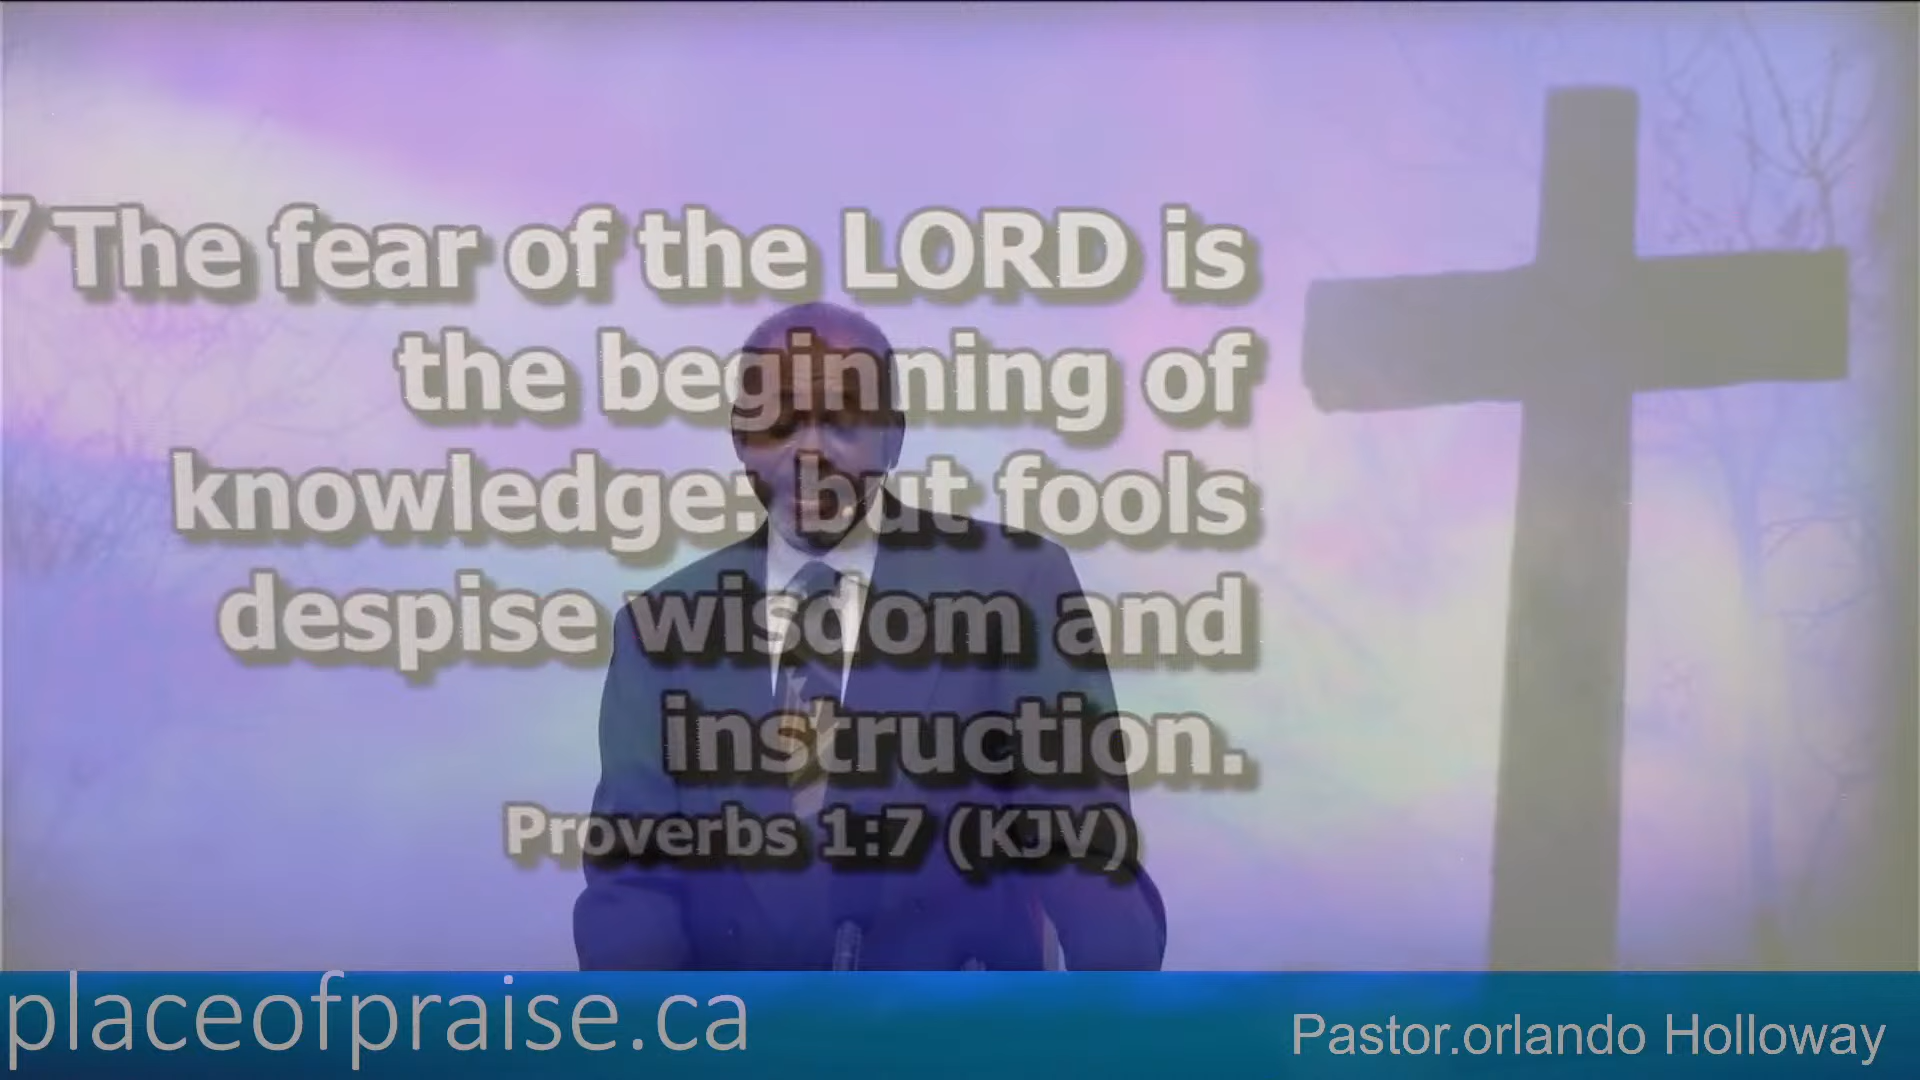 7 The fear of the LORD is
the beginning of
knowledge: but fools
despise wisdom and
instruction.
Proverbs 1:7 (KJV)
placeofpraise.ca
Pastor.orlando Holloway